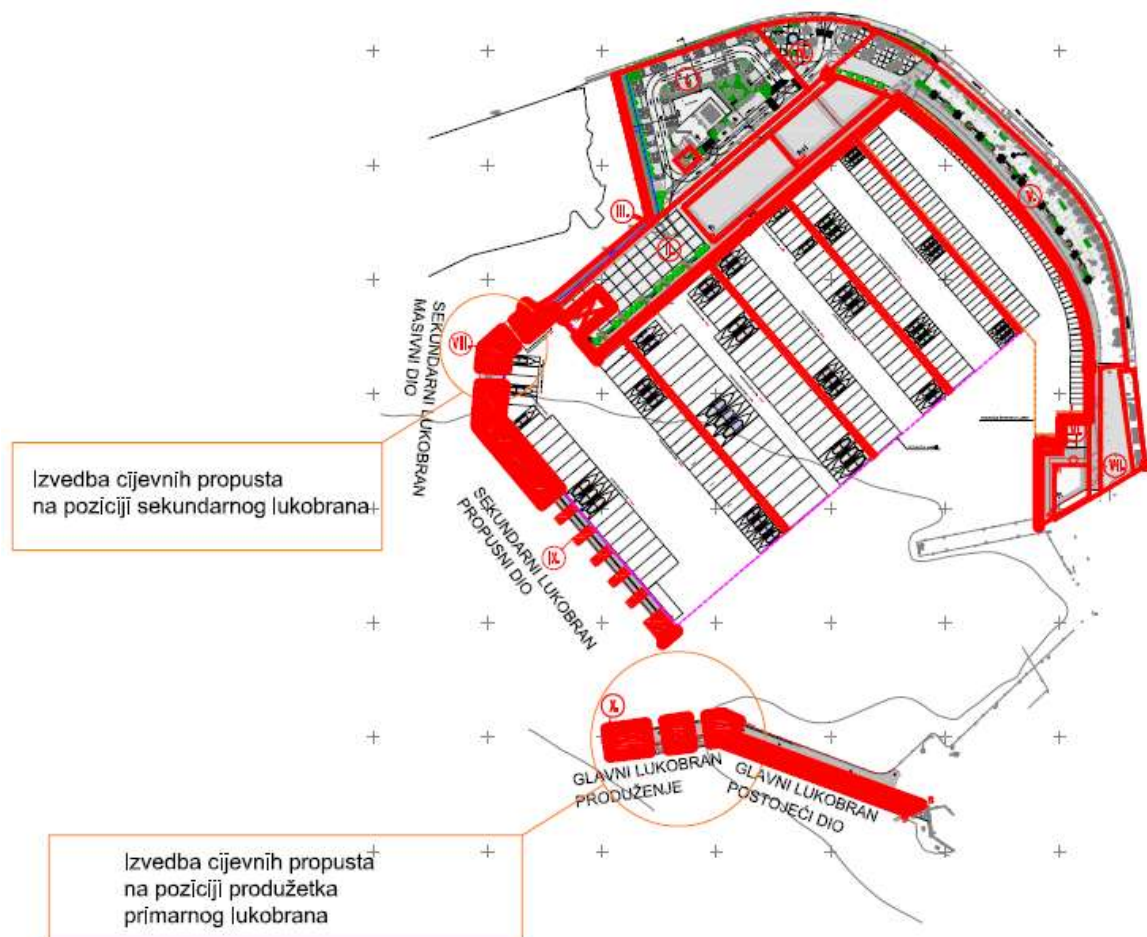 III.
V.
SEKUNDARNI LUKOBRAN
MASIVNI DIO
VIII.
VII.
Izvedba cijevnih propusta
na poziciji sekundarnog lukobrana
SEKUNDARNI LUKOBRAN
PROPUSNI DIO
IX.
X.
GLAVNI LUKOBRAN
PRODUŽENJE
GLAVNI LUKOBRAN
POSTOJEĆI DIO
Izvedba cijevnih propusta
na poziciji produžetka
primarnog lukobrana